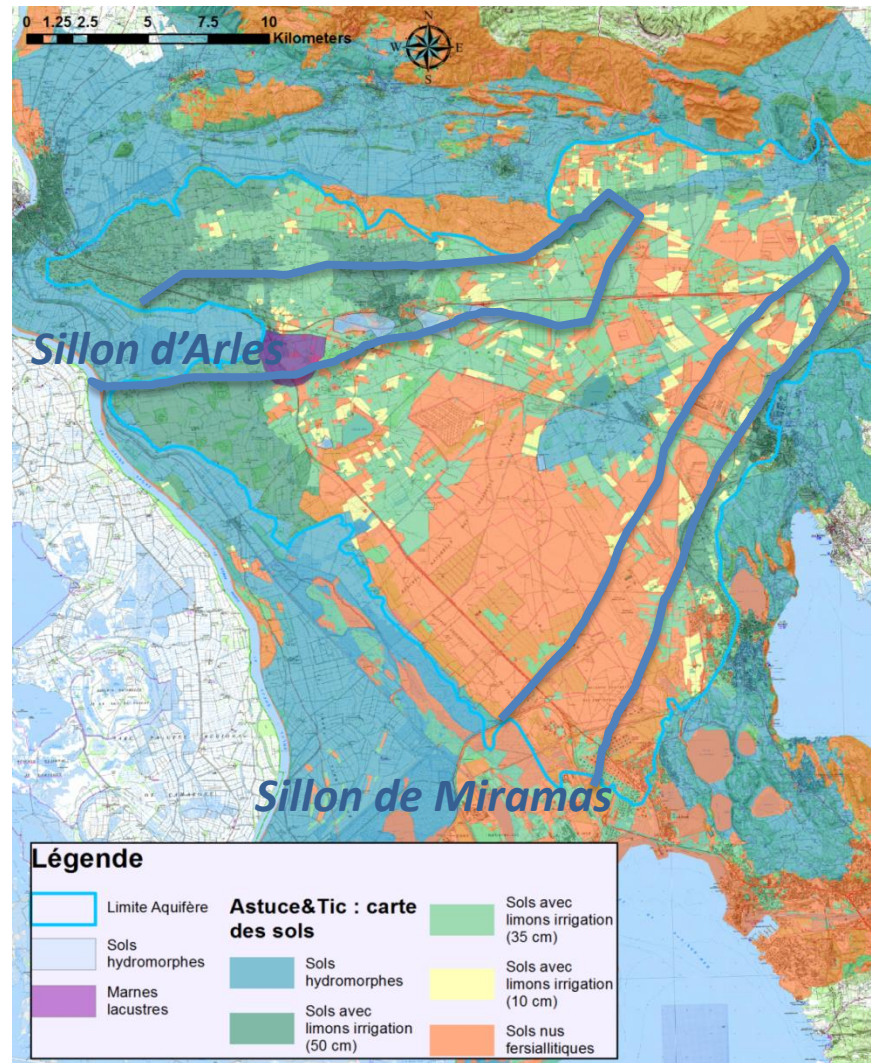 0 1.25 2.5 5 7.5 10
Kilometers
N
W E
S
Sillon d'Arles
Sillon de Miramas
Légende
Limite Aquifère
Sols
hydromorphes
Marnes
lacustres
Astuce&Tic : carte
des sols
Sols
hydromorphes
Sols avec
limons irrigation
(50 cm)
Sols avec
limons irrigation
(35 cm)
Sols avec
limons irrigation
(10 cm)
Sols nus
fersiallitiques